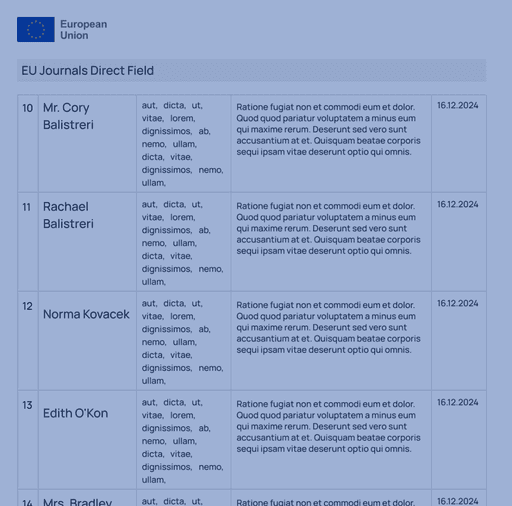 European
Union
EU Journals Direct Field
10
Mr. Cory
Balistreri
aut, dicta, ut,
vitae, lorem,
dignissimos, ab,
nemo, ullam,
dicta, vitae,
dignissimos, nemo,
ullam,
Ratione fugiat non et commodi eum et dolor.
Quod quod pariatur voluptatem a minus eum
qui maxime rerum. Deserunt sed vero sunt
accusantium at et. Quisquam beatae corporis
sequi ipsam vitae deserunt optio qui omnis.
16.12.2024
11
Rachael
Balistreri
aut, dicta, ut,
vitae, lorem,
dignissimos, ab,
nemo, ullam,
dicta, vitae,
dignissimos, nemo,
ullam,
Ratione fugiat non et commodi eum et dolor.
Quod quod pariatur voluptatem a minus eum
qui maxime rerum. Deserunt sed vero sunt
accusantium at et. Quisquam beatae corporis
sequi ipsam vitae deserunt optio qui omnis.
16.12.2024
12
Norma Kovacek
aut, dicta, ut,
vitae, lorem,
dignissimos, ab,
nemo, ullam,
dicta, vitae,
dignissimos, nemo,
ullam,
Ratione fugiat non et commodi eum et dolor.
Quod quod pariatur voluptatem a minus eum
qui maxime rerum. Deserunt sed vero sunt
accusantium at et. Quisquam beatae corporis
sequi ipsam vitae deserunt optio qui omnis.
16.12.2024
13
Edith O'Kon
aut, dicta, ut,
vitae, lorem,
dignissimos, ab,
nemo, ullam,
dicta, vitae,
dignissimos, nemo,
ullam,
Ratione fugiat non et commodi eum et dolor.
Quod quod pariatur voluptatem a minus eum
qui maxime rerum. Deserunt sed vero sunt
accusantium at et. Quisquam beatae corporis
sequi ipsam vitae deserunt optio qui omnis.
16.12.2024
14
Mrs. Bradley
aut, dicta, ut,
Ratione fugiat non et commodi eum et dolor.
16.12.2024